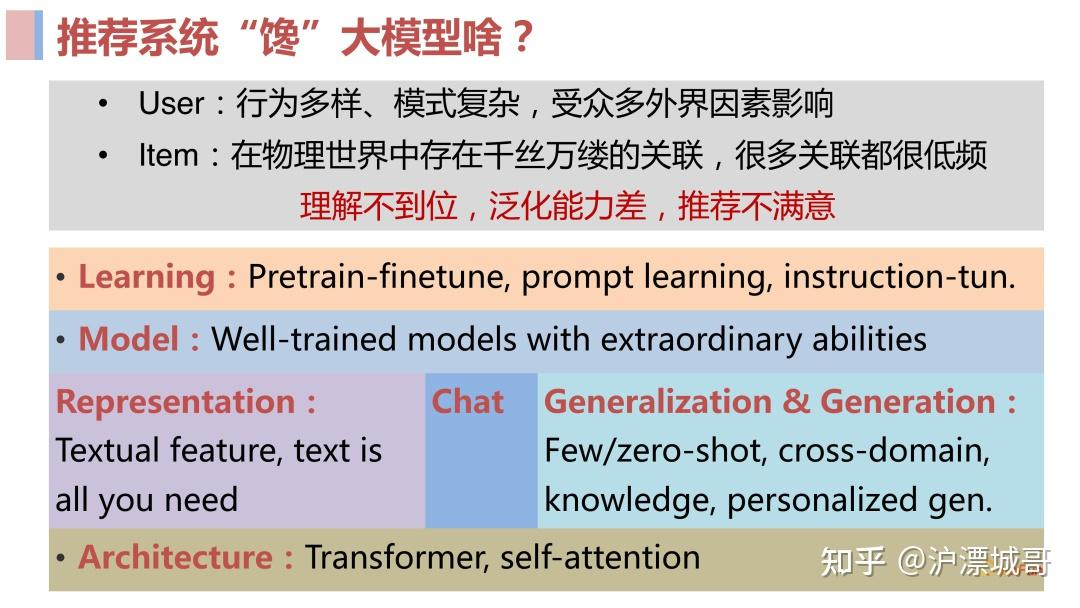 推荐系统“馋”大模型啥？
• User：行为多样、模式复杂，受众多外界因素影响
• Item：在物理世界中存在千丝万缕的关联，很多关联都很低频
理解不到位，泛化能力差，推荐不满意
• Learning：Pretrain-finetune, prompt learning, instruction-tun.
• Model：Well-trained models with extraordinary abilities
Representation：
Textual feature, text is
all you need
Chat
Generalization & Generation：
Few/zero-shot, cross-domain,
knowledge, personalized gen.
• Architecture：Transformer, self-attention
知乎 @沪漂城哥